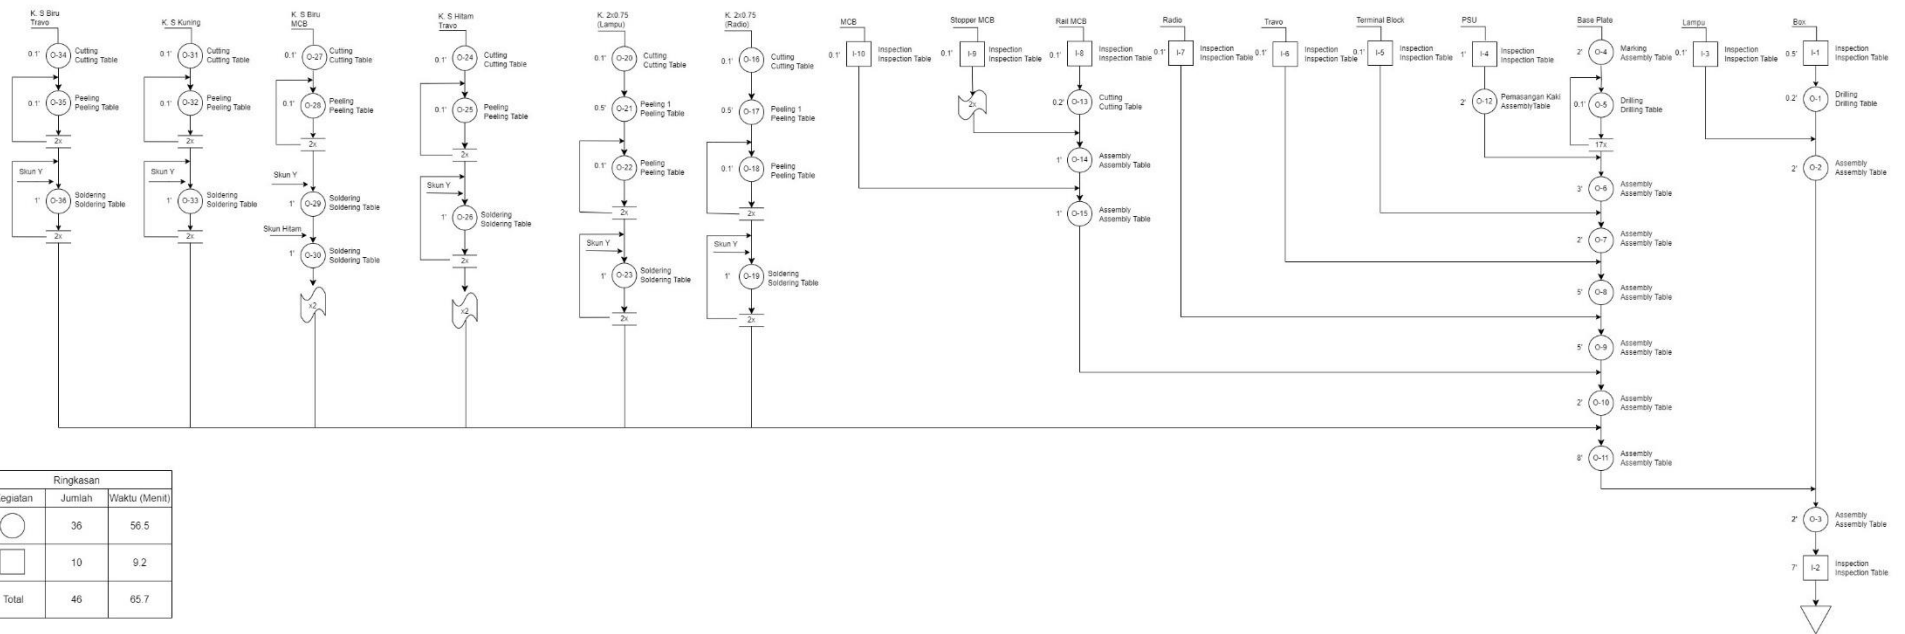 K. S Biru
Travo
0.1'
O-34
Cutting
Cutting Table
0.1'
O-35
Peeling
Peeling Table
2x
Skun Y
1'
O-36
Soldering
Soldering Table
2x
K. S Kuning
0.1'
O-31
Cutting
Cutting Table
0.1'
O-32
Peeling
Peeling Table
2x
Skun Y
1'
O-33
Soldering
Soldering Table
2x
K. S Biru
MCB
0.1'
O-27
Cutting
Cutting Table
0.1'
O-28
Peeling
Peeling Table
2x
Skun Y
1'
O-29
Soldering
Soldering Table
Skun Hitam
1'
O-30
Soldering
Soldering Table
x2
K. S Hitam
Travo
0.1'
O-24
Cutting
Cutting Table
0.1'
O-25
Peeling
Peeling Table
2x
Skun Y
1'
O-26
Soldering
Soldering Table
2x
x2
K. 2x0.75
(Lampu)
0.1'
O-20
Cutting
Cutting Table
0.5'
O-21
Peeling 1
Peeling Table
0.1'
O-22
Peeling
Peeling Table
2x
Skun Y
1'
O-23
Soldering
Soldering Table
2x
K. 2x0.75
(Radio)
0.1'
O-16
Cutting
Cutting Table
0.5'
O-17
Peeling 1
Peeling Table
0.1'
O-18
Peeling
Peeling Table
2x
Skun Y
1'
O-19
Soldering
Soldering Table
2x
MCB
0.1'
I-10
Inspection
Inspection Table
Stopper MCB
0.1'
I-9
Inspection
Inspection Table
2x
Rail MCB
0.1'
I-8
Inspection
Inspection Table
0.2'
O-13
Cutting
Cutting Table
1'
O-14
Assembly
Assembly Table
1'
O-15
Assembly
Assembly Table
Radio
0.1'
I-7
Inspection
Inspection Table
Travo
0.1'
I-6
Inspection
Inspection Table
Terminal Block
0.1'
I-5
Inspection
Inspection Table
PSU
1'
I-4
Inspection
Inspection Table
2'
O-12
Pemasangan Kaki
AssemblyTable
Base Plate
2'
O-4
Marking
Assembly Table
0.1'
O-5
Drilling
Drilling Table
17x
3'
O-6
Assembly
Assembly Table
2'
O-7
Assembly
Assembly Table
5'
O-8
Assembly
Assembly Table
5'
O-9
Assembly
Assembly Table
2'
O-10
Assembly
Assembly Table
8'
O-11
Assembly
Assembly Table
Lampu
0.1'
I-3
Inspection
Inspection Table
Box
0.5'
I-1
Inspection
Inspection Table
0.2'
O-1
Drilling
Drilling Table
2'
O-2
Assembly
Assembly Table
2'
O-3
Assembly
Assembly Table
7'
I-2
Inspection
Inspection Table
Ringkasan
egiatan Jumlah Waktu (Menit)
36 56.5
10 9.2
Total 46 65.7